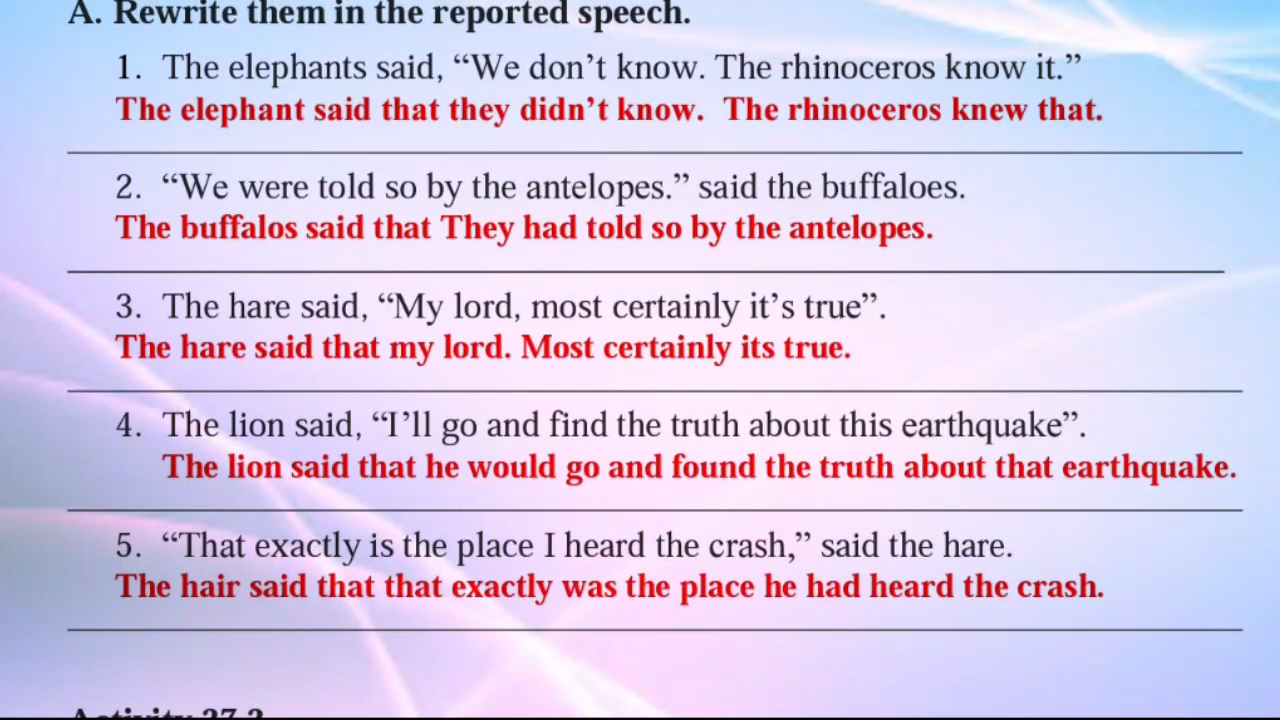 A. Rewrite them in the reported speech.
1. The elephants said, “We don’t know. The rhinoceros know it.”
The elephant said that they didn’t know. The rhinoceros knew that.
2. “We were told so by the antelopes.” said the buffaloes.
The buffalos said that They had told so by the antelopes.
3. The hare said, “My lord, most certainly it’s true”.
The hare said that my lord. Most certainly its true.
4. The lion said, “I’ll go and find the truth about this earthquake”.
The lion said that he would go and found the truth about that earthquake.
5. “That exactly is the place I heard the crash,” said the hare.
The hair said that that exactly was the place he had heard the crash.